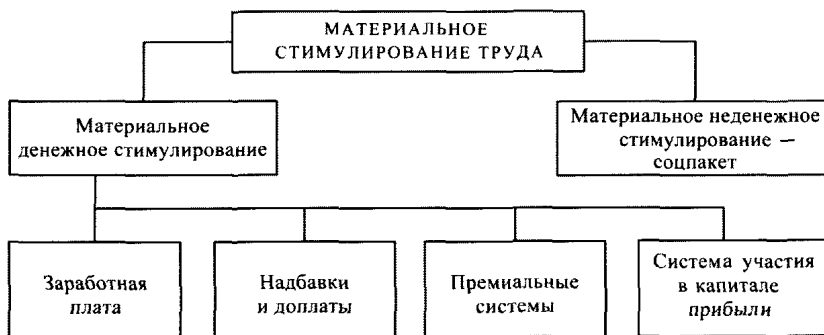 МАТЕРИАЛЬНОЕ
СТИМУЛИРОВАНИЕ ТРУДА
Материальное
денежное стимулирование
Материальное неденежное
стимулирование —
соцпакет
Заработная
плата
Надбавки
и доплаты
Премиальные
системы
Система участия
в капитале
прибыли